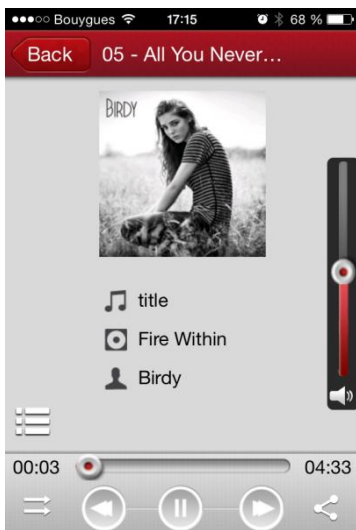 Bouygues 17:15 68 %
Back 05 - All You Never…
BIRDY
title
Fire Within
Birdy
00:03 04:33